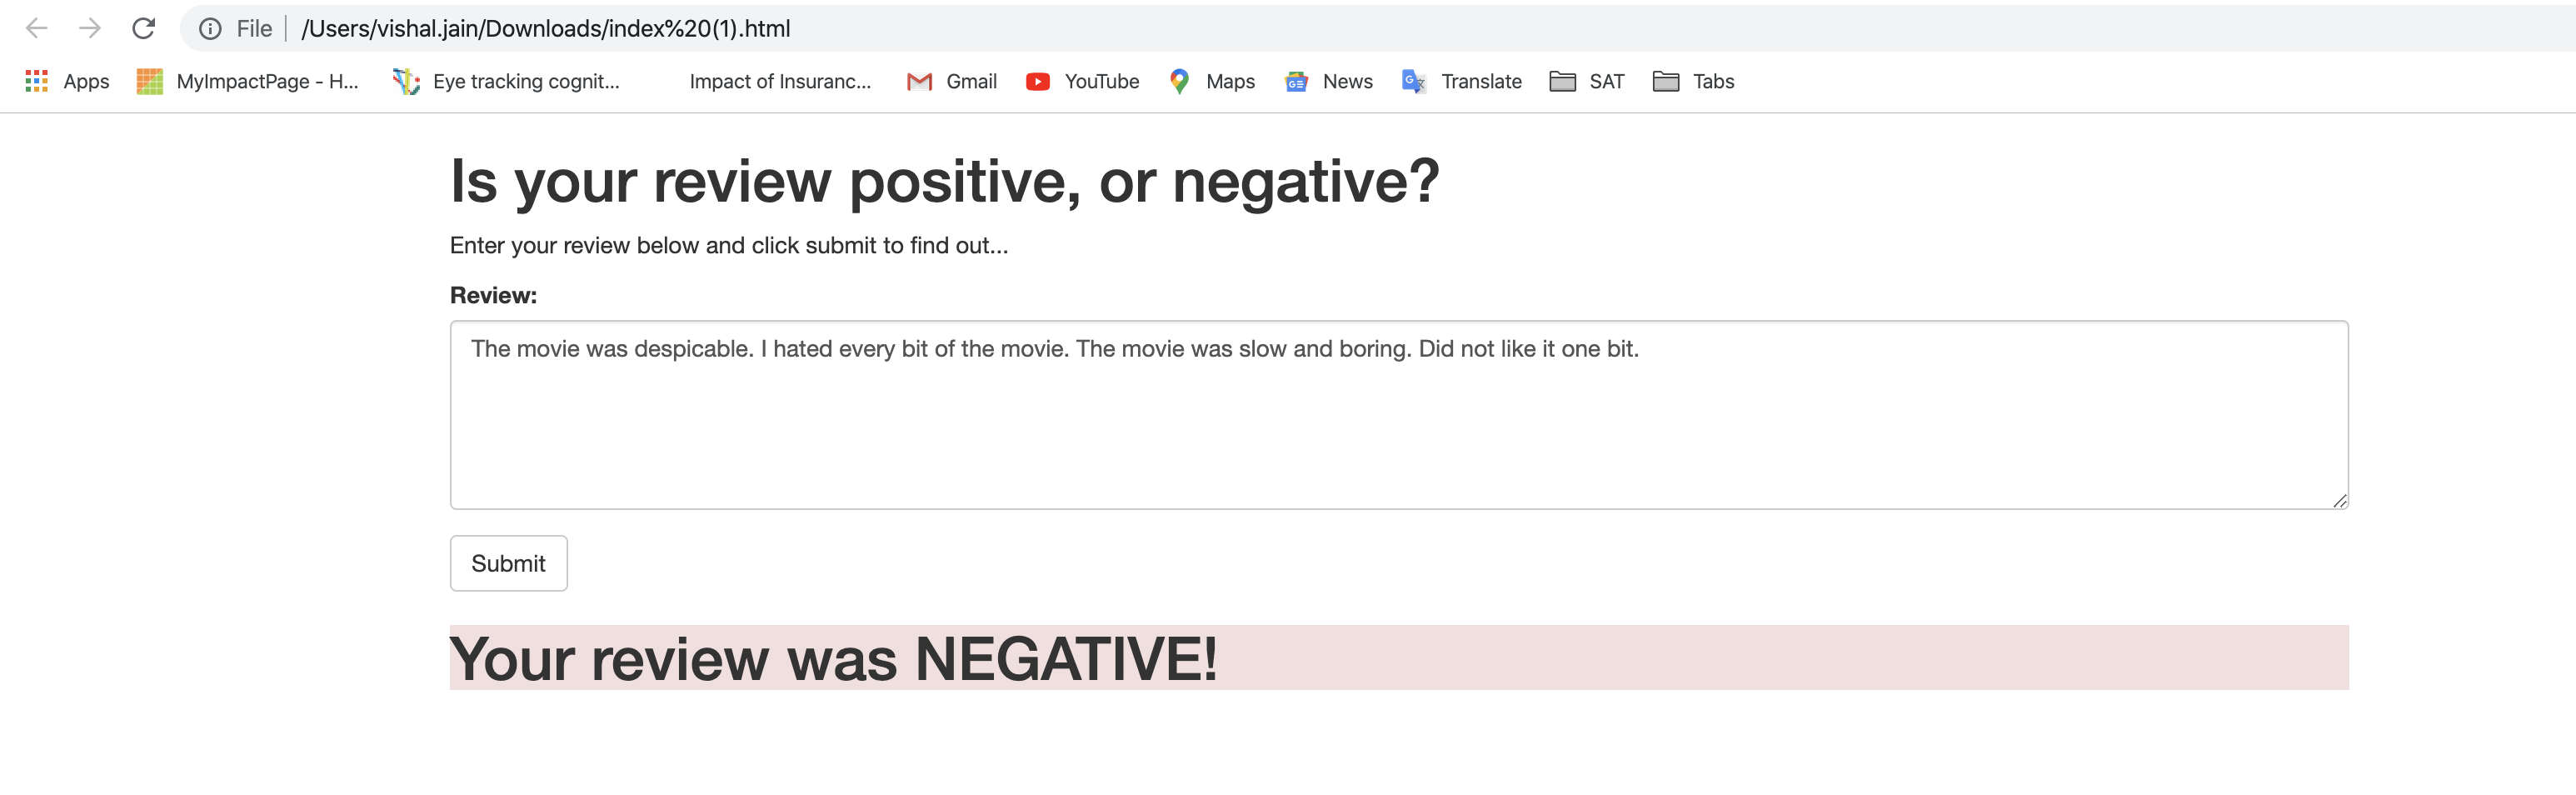 File | /Users/vishal.jain/Downloads/index%20(1).html
Apps MyImpactPage - H... Eye tracking cognit... Impact of Insuranc... Gmail YouTube Maps News Translate SAT Tabs
Is your review positive, or negative?
Enter your review below and click submit to find out...
Review:
The movie was despicable. I hated every bit of the movie. The movie was slow and boring. Did not like it one bit.
Submit
Your review was NEGATIVE!